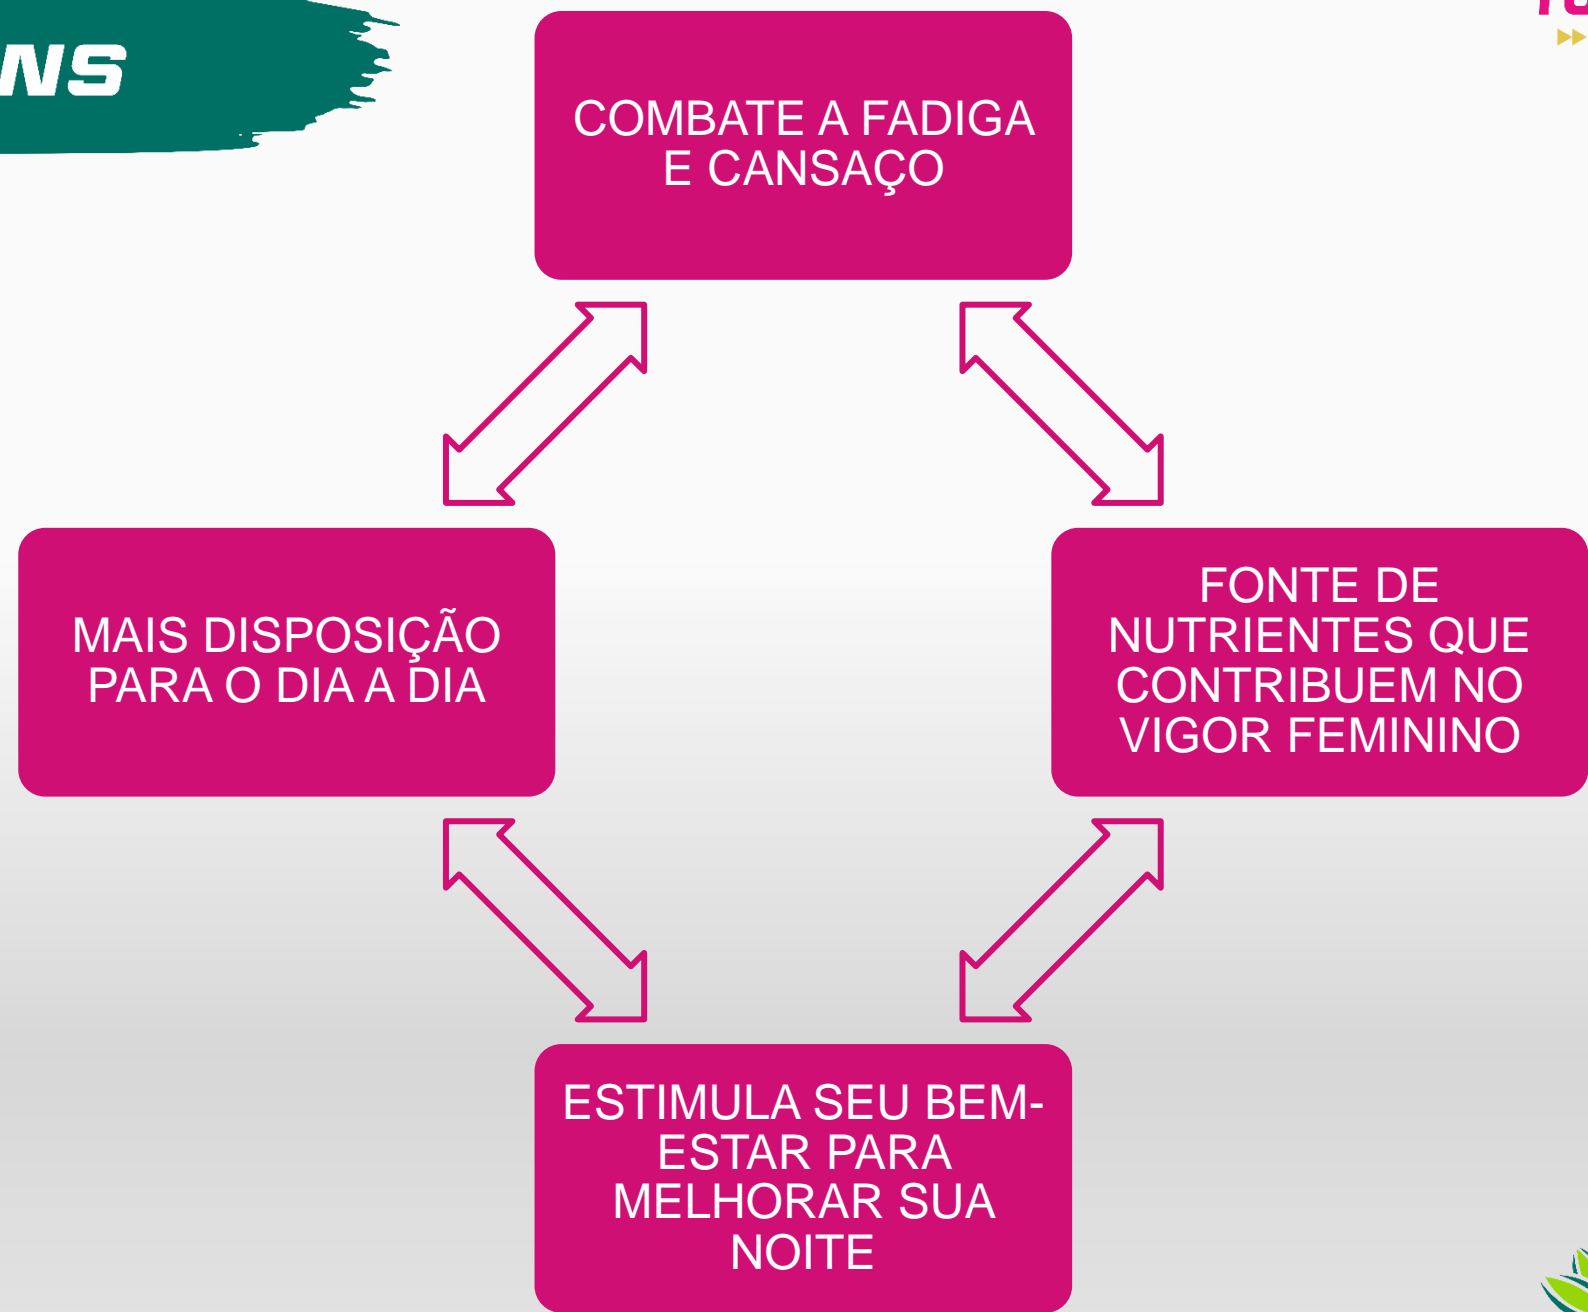 NS
COMBATE A FADIGA
E CANSAÇO
MAIS DISPOSIÇÃO
PARA O DIA A DIA
FONTE DE
NUTRIENTES QUE
CONTRIBUEM NO
VIGOR FEMININO
ESTIMULA SEU BEM-
ESTAR PARA
MELHORAR SUA
NOITE